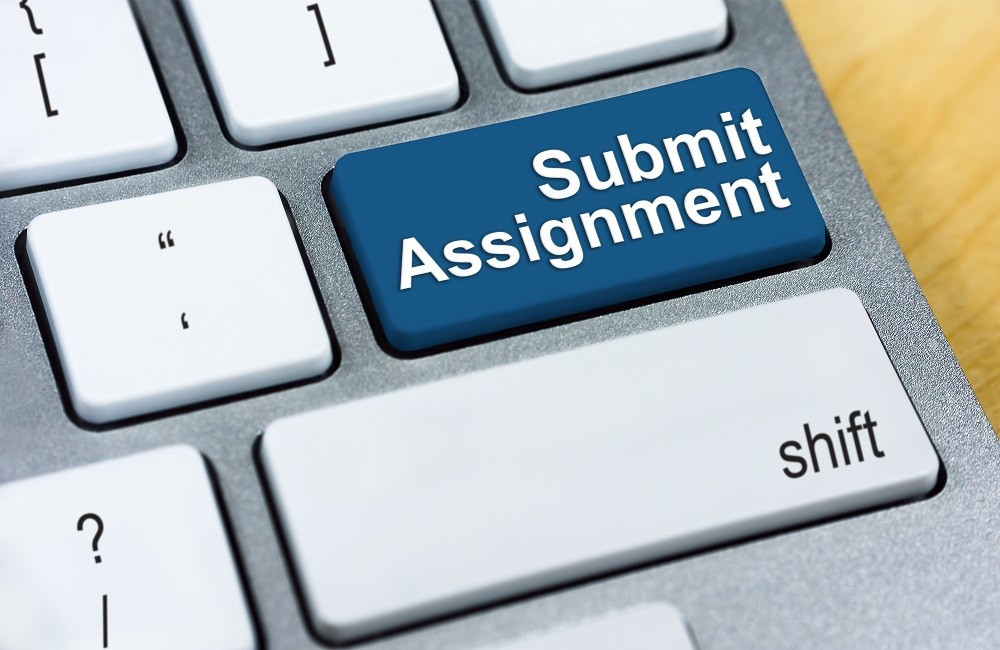 {
[
]
Submit
Assignment
“
‘
shift
?
/